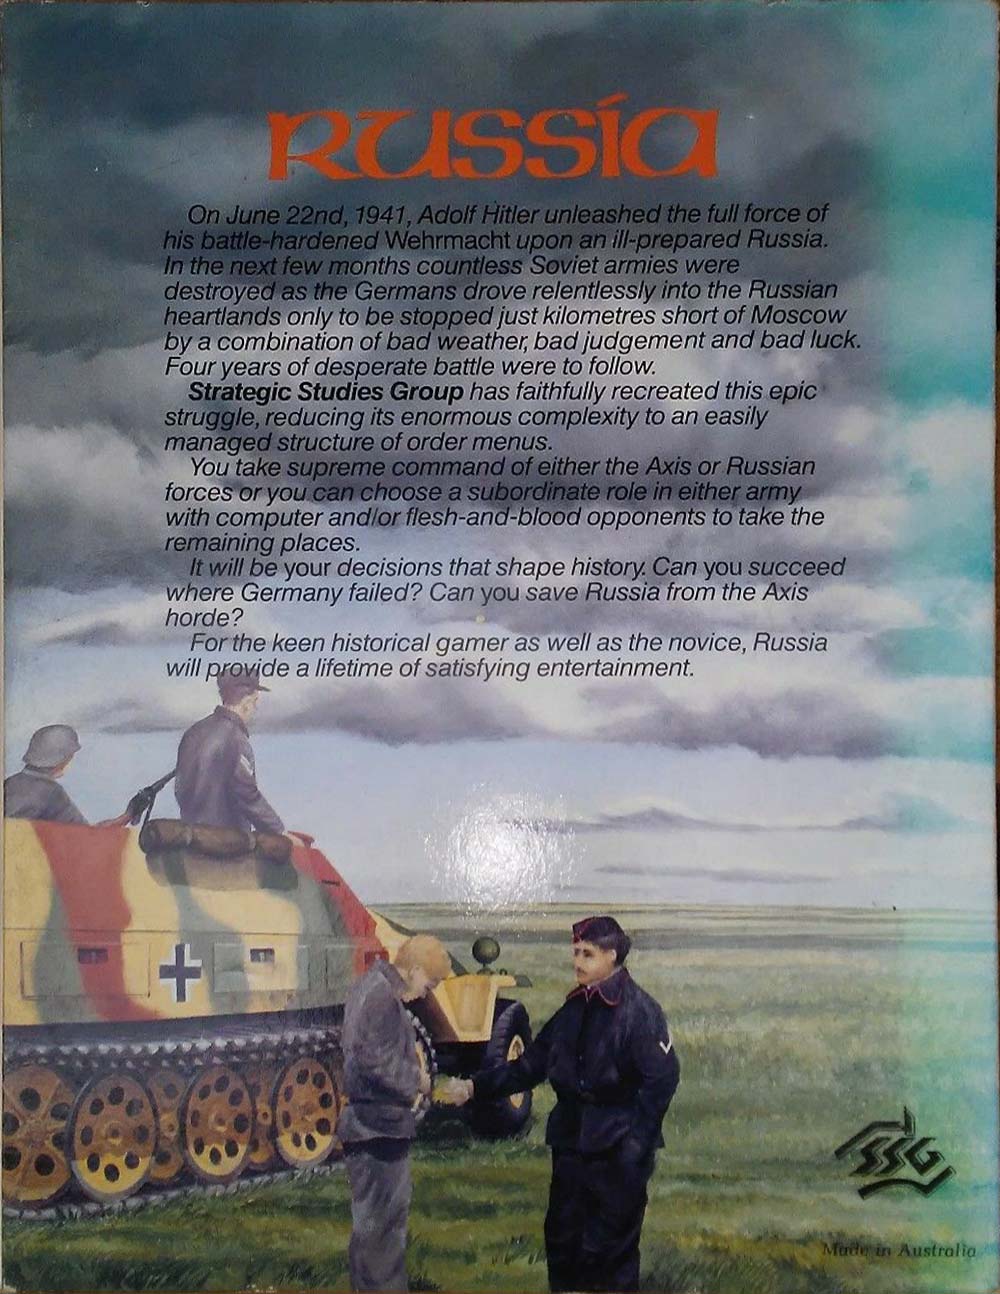 Russía
On June 22nd, 1941, Adolf Hitler unleashed the full force of
his battle-hardened Wehrmacht upon an ill-prepared Russia.
In the next few months countless Soviet armies were
destroyed as the Germans drove relentlessly into the Russian
heartlands only to be stopped just kilometres short of Moscow
by a combination of bad weather, bad judgement and bad luck.
Four years of desperate battle were to follow.
Strategic Studies Group has faithfully recreated this epic
struggle, reducing its enormous complexity to an easily
managed structure of order menus.
You take supreme command of either the Axis or Russian
forces or you can choose a subordinate role in either army
with computer and/or flesh-and-blood opponents to take the
remaining places.
It will be your decisions that shape history. Can you succeed
where Germany failed? Can you save Russia from the Axis
horde?
For the keen historical gamer as well as the novice, Russia
will provide a lifetime of satisfying entertainment.
SSG
Made in Australia